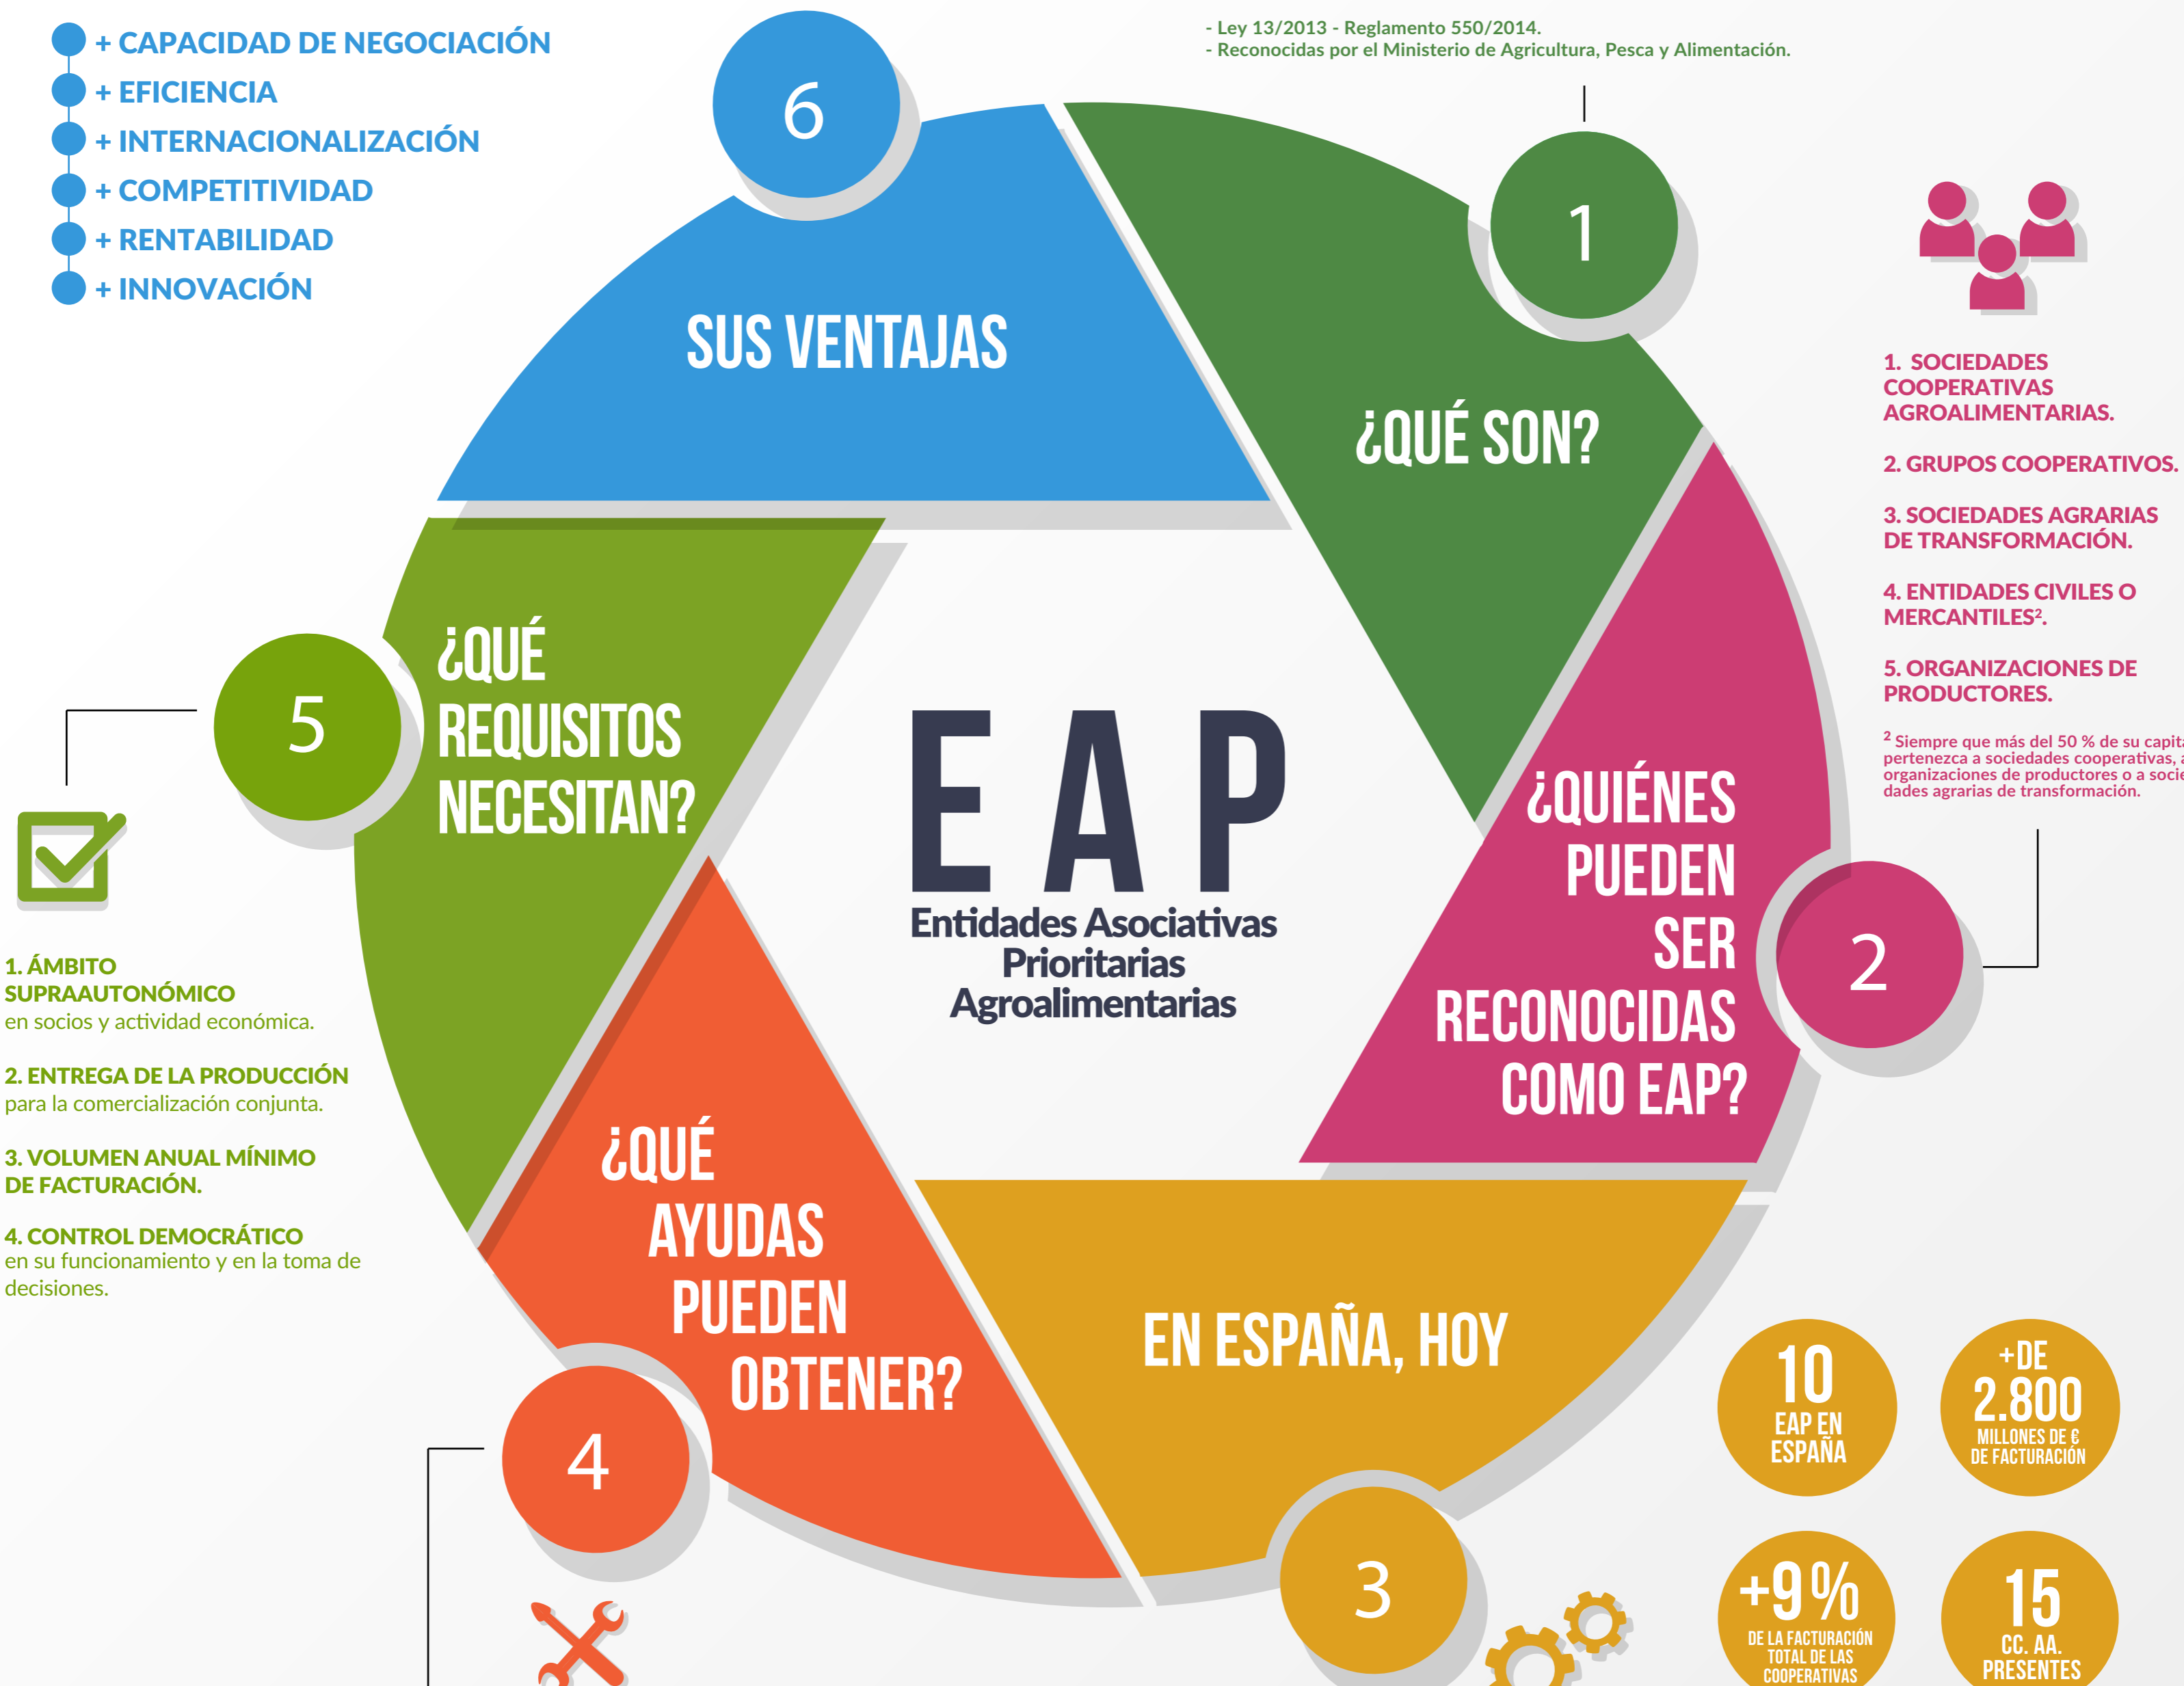 + CAPACIDAD DE NEGOCIACIÓN
+ EFICIENCIA
+ INTERNACIONALIZACIÓN
+ COMPETITIVIDAD
+ RENTABILIDAD
+ INNOVACIÓN
6
SUS VENTAJAS
- Ley 13/2013 - Reglamento 550/2014.
- Reconocidas por el Ministerio de Agricultura, Pesca y Alimentación.
1
¿QUÉ SON?
1. SOCIEDADES
COOPERATIVAS
AGROALIMENTARIAS.
2. GRUPOS COOPERATIVOS.
3. SOCIEDADES AGRARIAS
DE TRANSFORMACIÓN.
4. ENTIDADES CIVILES O
MERCANTILES².
5. ORGANIZACIONES DE
PRODUCTORES.
² Siempre que más del 50 % de su
pertenezca a sociedades cooperativas,
organizaciones de productores o a
dades agrarias de transformación.
2
¿QUIÉNES
PUEDEN
SER
RECONOCIDAS
COMO EAP?
EAP
Entidades Asociativas
Prioritarias
Agroalimentarias
5
¿QUÉ
REQUISITOS
NECESITAN?
1. ÁMBITO
SUPRAAUTONÓMICO
en socios y actividad económica.
2. ENTREGA DE LA PRODUCCIÓN
para la comercialización conjunta.
3. VOLUMEN ANUAL MÍNIMO
DE FACTURACIÓN.
4. CONTROL DEMOCRÁTICO
en su funcionamiento y en la toma de
decisiones.
¿QUÉ
AYUDAS
PUEDEN
OBTENER?
4
EN ESPAÑA, HOY
3
10
EAP EN
ESPAÑA
+DE
2.800
MILLONES DE €
DE FACTURACIÓN
+9%
DE LA FACTURACIÓN
TOTAL DE LAS
COOPERATIVAS
15
CC. AA.
PRESENTES